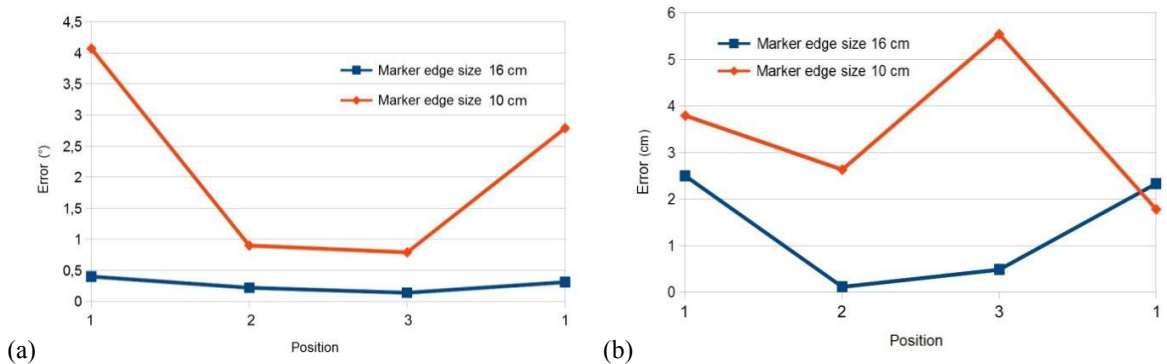 4,5
4
3,5
3
2,5
2
1,5
1
0,5
0
Error (°)
Marker edge size 16 cm
Marker edge size 10 cm
1 2 3 1
Position
(a)
6
5
4
3
2
1
0
Error (cm)
Marker edge size 16 cm
Marker edge size 10 cm
1 2 3 1
Position
(b)